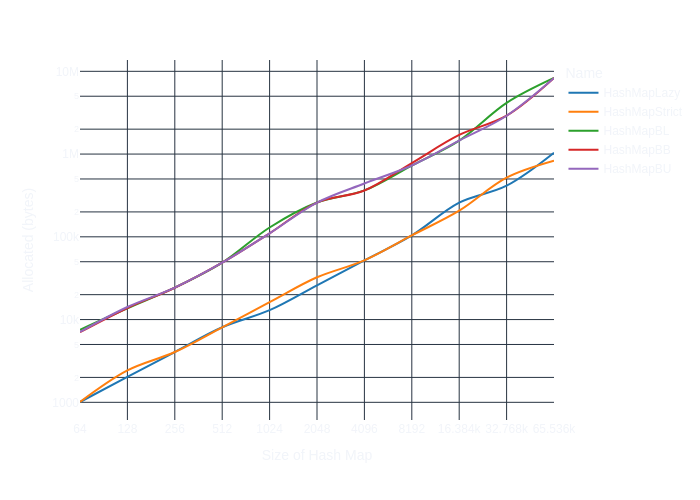 Name
HashMapLazy
HashMapStrict
HashMapBL
HashMapBB
HashMapBU
10M
1M
100k
10k
1000
64
128
256
512
1024
2048
4096
8192
16.384k
32.768k
65.536k
Allocated (bytes)
Size of Hash Map